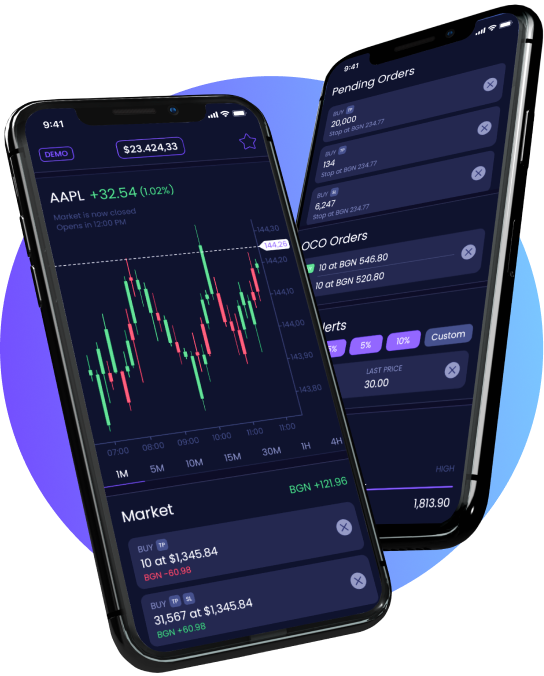 9:41
DEMO
$23.424,33
AAPL +32.54 (1.02%)
Market is now closed
Opens in 12:00 PM
144,30
144,26
144,20
144,10
144,00
143,90
143,80
07:00 08:00 09:00 10:00 11:00 11:00
1M 5M 10M 15M 30M 1H 4H
Market BGN +121.96
BUY TP
10 at $1,345.84
BGN -60.98
BUY TP SL
31,567 at $1,345.84
BGN +60.98
9:41
Pending Orders
BUY TP
20,000
Stop at BGN 234.77
BUY
134
Stop at BGN 234.77
BUY SL
6,247
Stop at BGN 234.77
OCO Orders
10 at BGN 546.80
10 at BGN 520.80
lerts
5% 10% Custom
LAST PRICE
30.00
HIGH
1,813.90